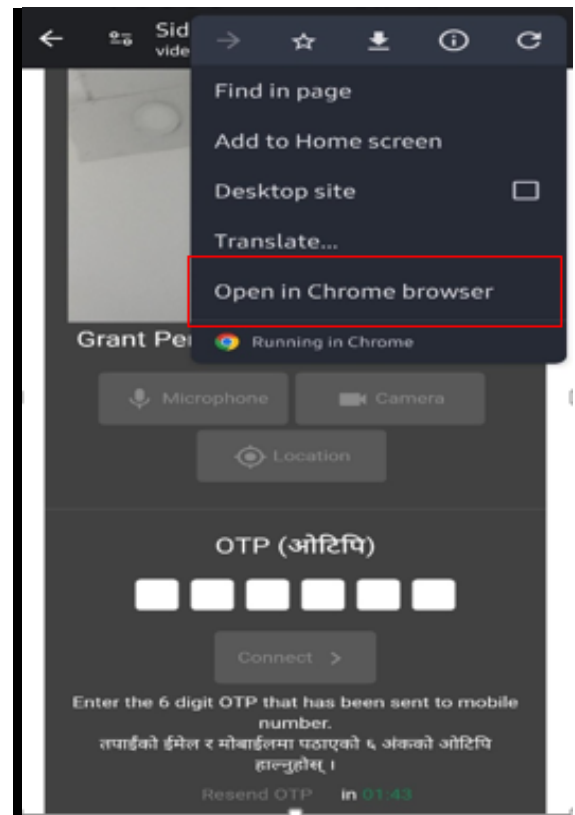 Sid
vide
Find in page
Add to Home screen
Desktop site
Translate...
Open in Chrome browser
Running in Chrome
Grant Per
Microphone
Camera
Location
OTP (ओटिपि)
Connect >
Enter the 6 digit OTP that has been sent to mobile
number.
तपाईंको ईमेल र मोबाईलमा पठाएको ६ अंकको ओटिपि
हाल्नुहोस् ।
Resend OTP in 01:43